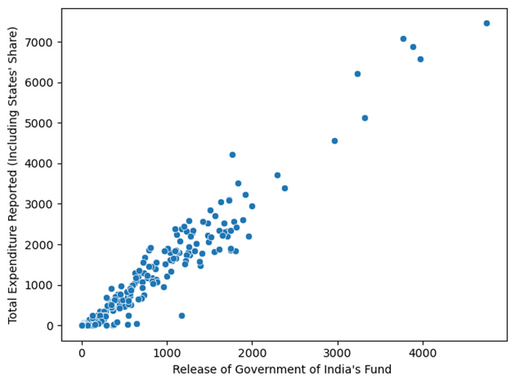 7000
6000
5000
4000
3000
2000
1000
0
Total Expenditure Reported (Including States' Share)
0 1000 2000 3000 4000
Release of Government of India's Fund